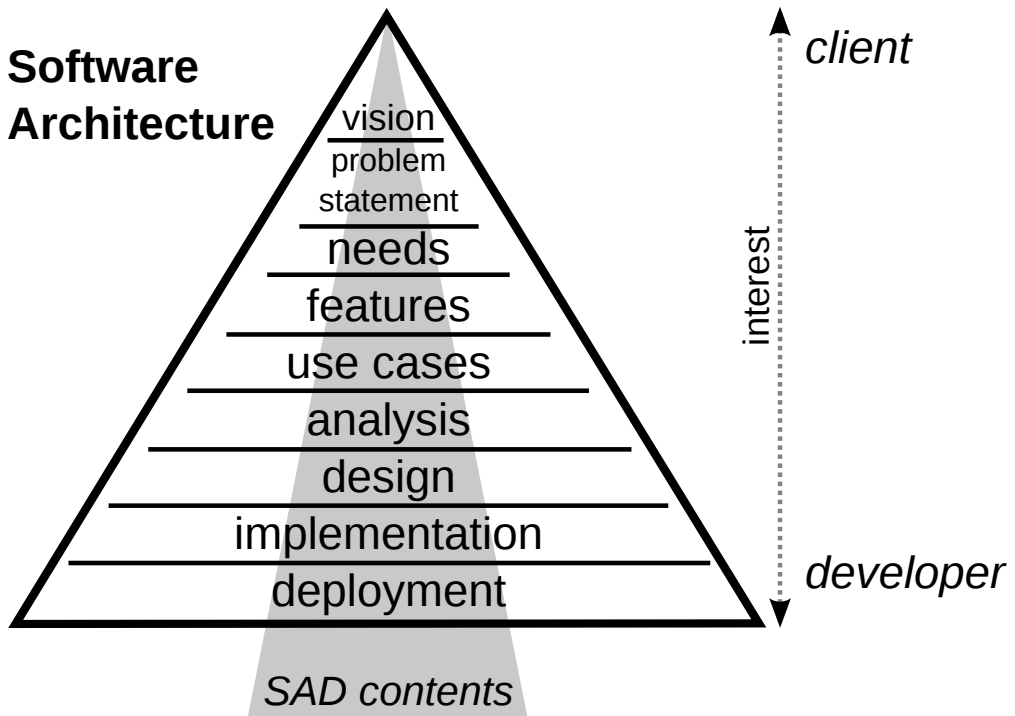 Software
Architecture
vision
problem
statement
needs
features
use cases
analysis
design
implementation
deployment
SAD contents
client
interest
developer